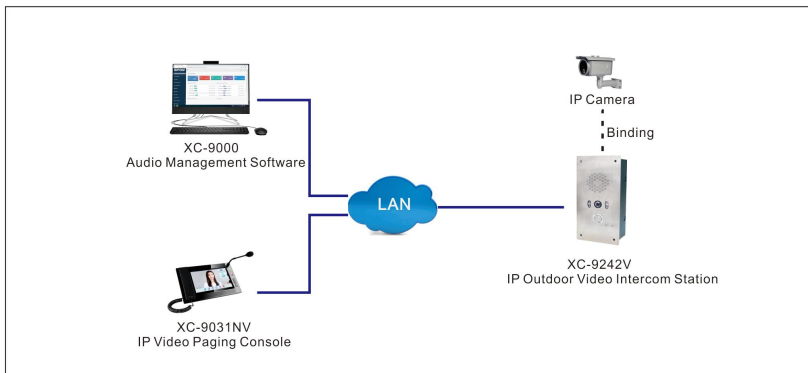 XC-9000
Audio Management Software
IP Camera
Binding
LAN
XC-9242V
IP Outdoor Video Intercom Station
XC-9031NV
IP Video Paging Console